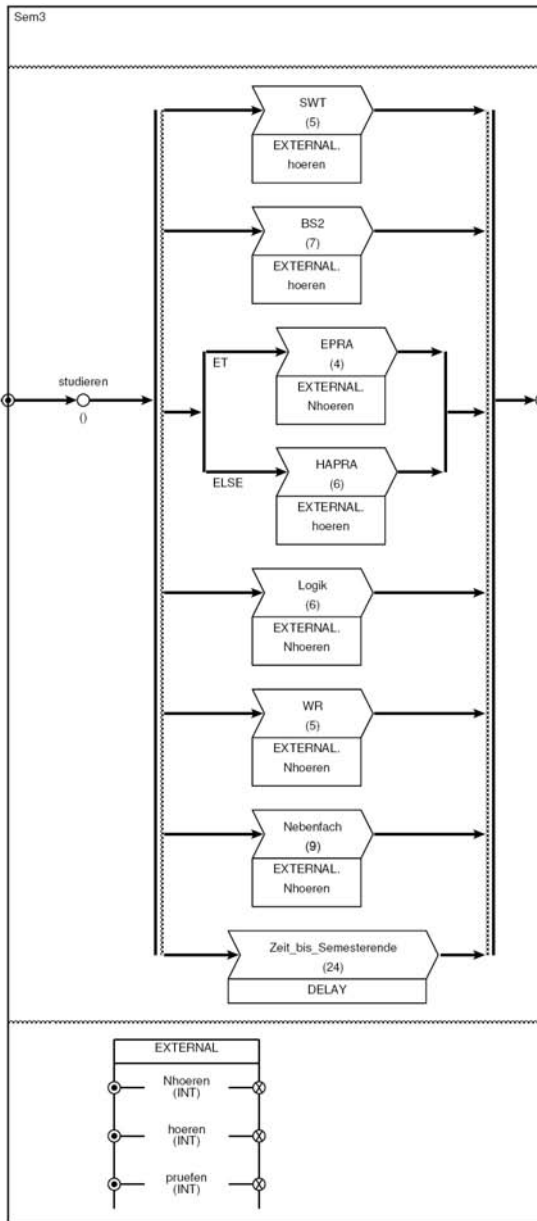 Sem3
SWT
(5)
EXTERNAL.
hoeren
BS2
(7)
EXTERNAL.
hoeren
studieren
()
ET
EPRA
(4)
EXTERNAL.
Nhoeren
ELSE
HAPRA
(6)
EXTERNAL.
hoeren
Logik
(6)
EXTERNAL.
Nhoeren
WR
(5)
EXTERNAL.
Nhoeren
Nebenfach
(9)
EXTERNAL.
Nhoeren
Zeit_bis_Semesterende
(24)
DELAY
EXTERNAL
Nhoeren
(INT)
hoeren
(INT)
pruefen
(INT)